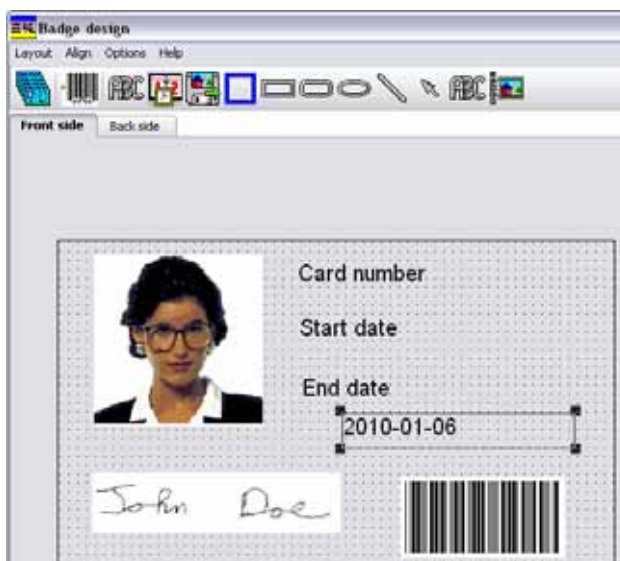 Badge design
Layout Align Options Help
ABC ABC
Front side Back side
Card number
Start date
End date
2010-01-06
John Doe